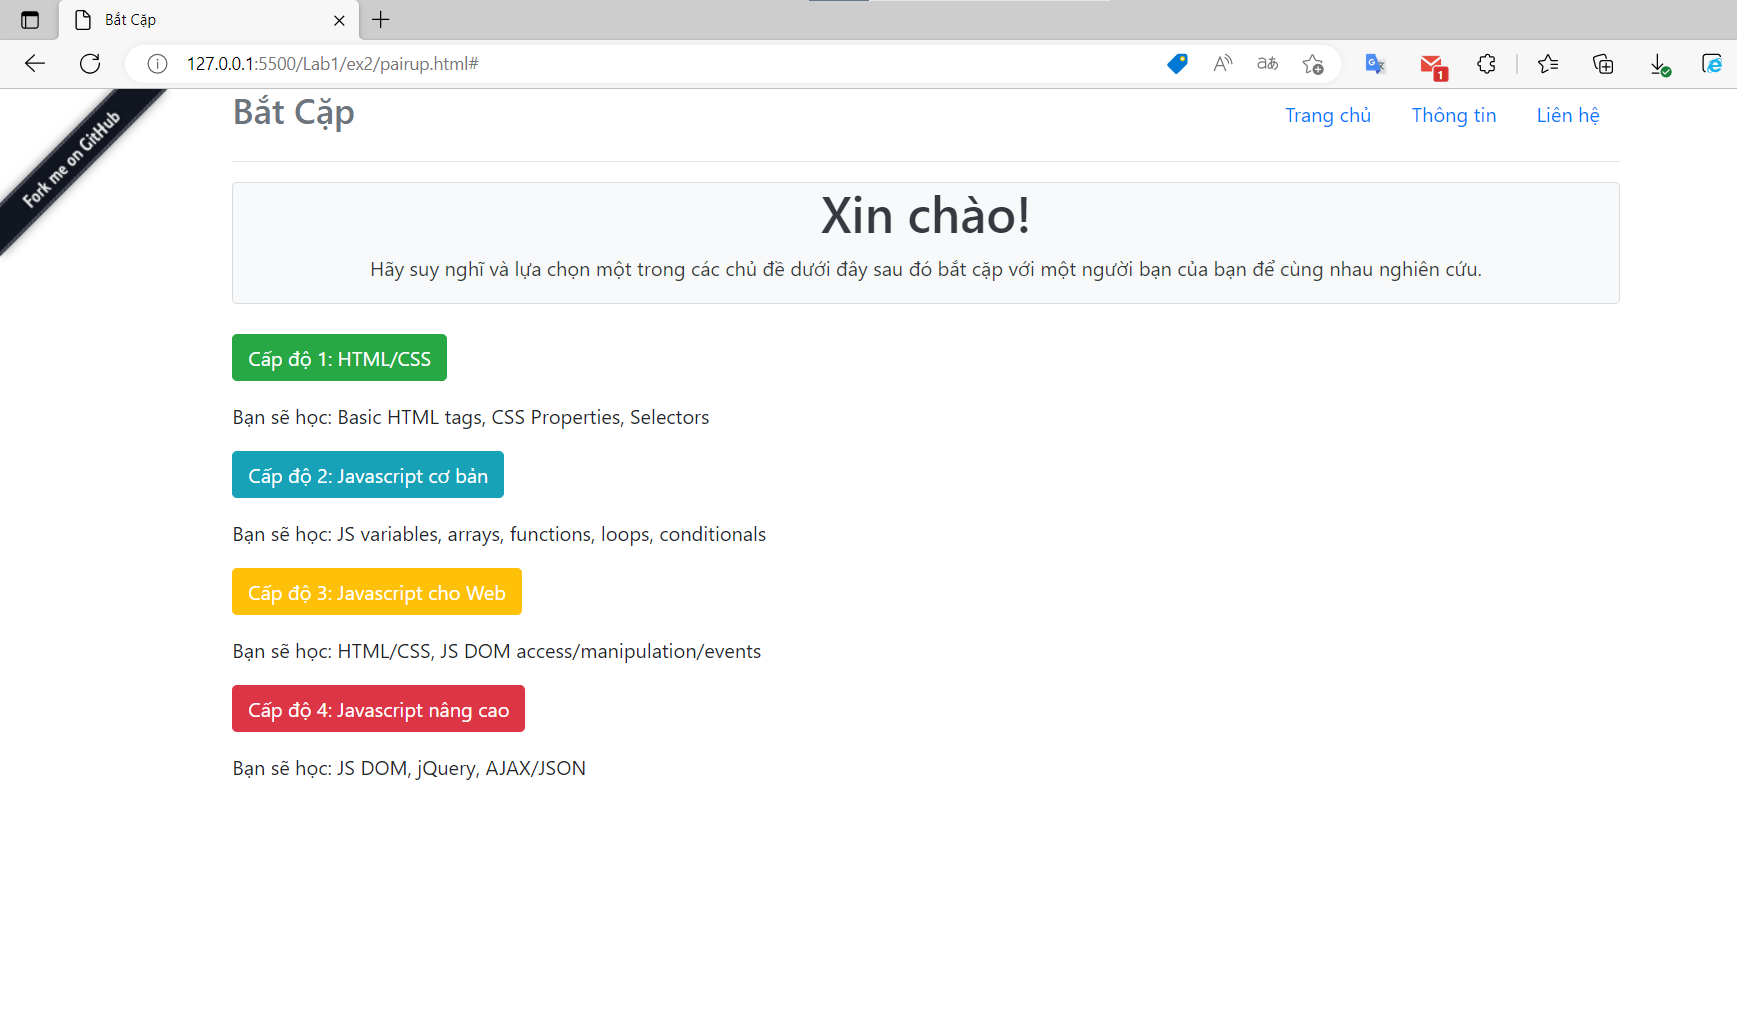 Bắt Cặp
127.0.0.1:5500/Lab1/ex2/pairup.html#
1
Fork me on GitHub
Bắt Cặp
Trang chủ Thông tin Liên hệ
Xin chào!
Hãy suy nghĩ và lựa chọn một trong các chủ đề dưới đây sau đó bắt cặp với một người bạn của bạn để cùng nhau nghiên cứu.
Cấp độ 1: HTML/CSS
Bạn sẽ học: Basic HTML tags, CSS Properties, Selectors
Cấp độ 2: Javascript cơ bản
Bạn sẽ học: JS variables, arrays, functions, loops, conditionals
Cấp độ 3: Javascript cho Web
Bạn sẽ học: HTML/CSS, JS DOM access/manipulation/events
Cấp độ 4: Javascript nâng cao
Bạn sẽ học: JS DOM, jQuery, AJAX/JSON